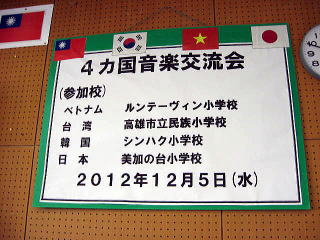 4カ国音楽交流会
(参加校)
ベトナム ルンテーヴィン小学校
台湾 高雄市立民族小学校
韓国 シンハク小学校
日本 美加の台小学校
2012年12月5日(水)